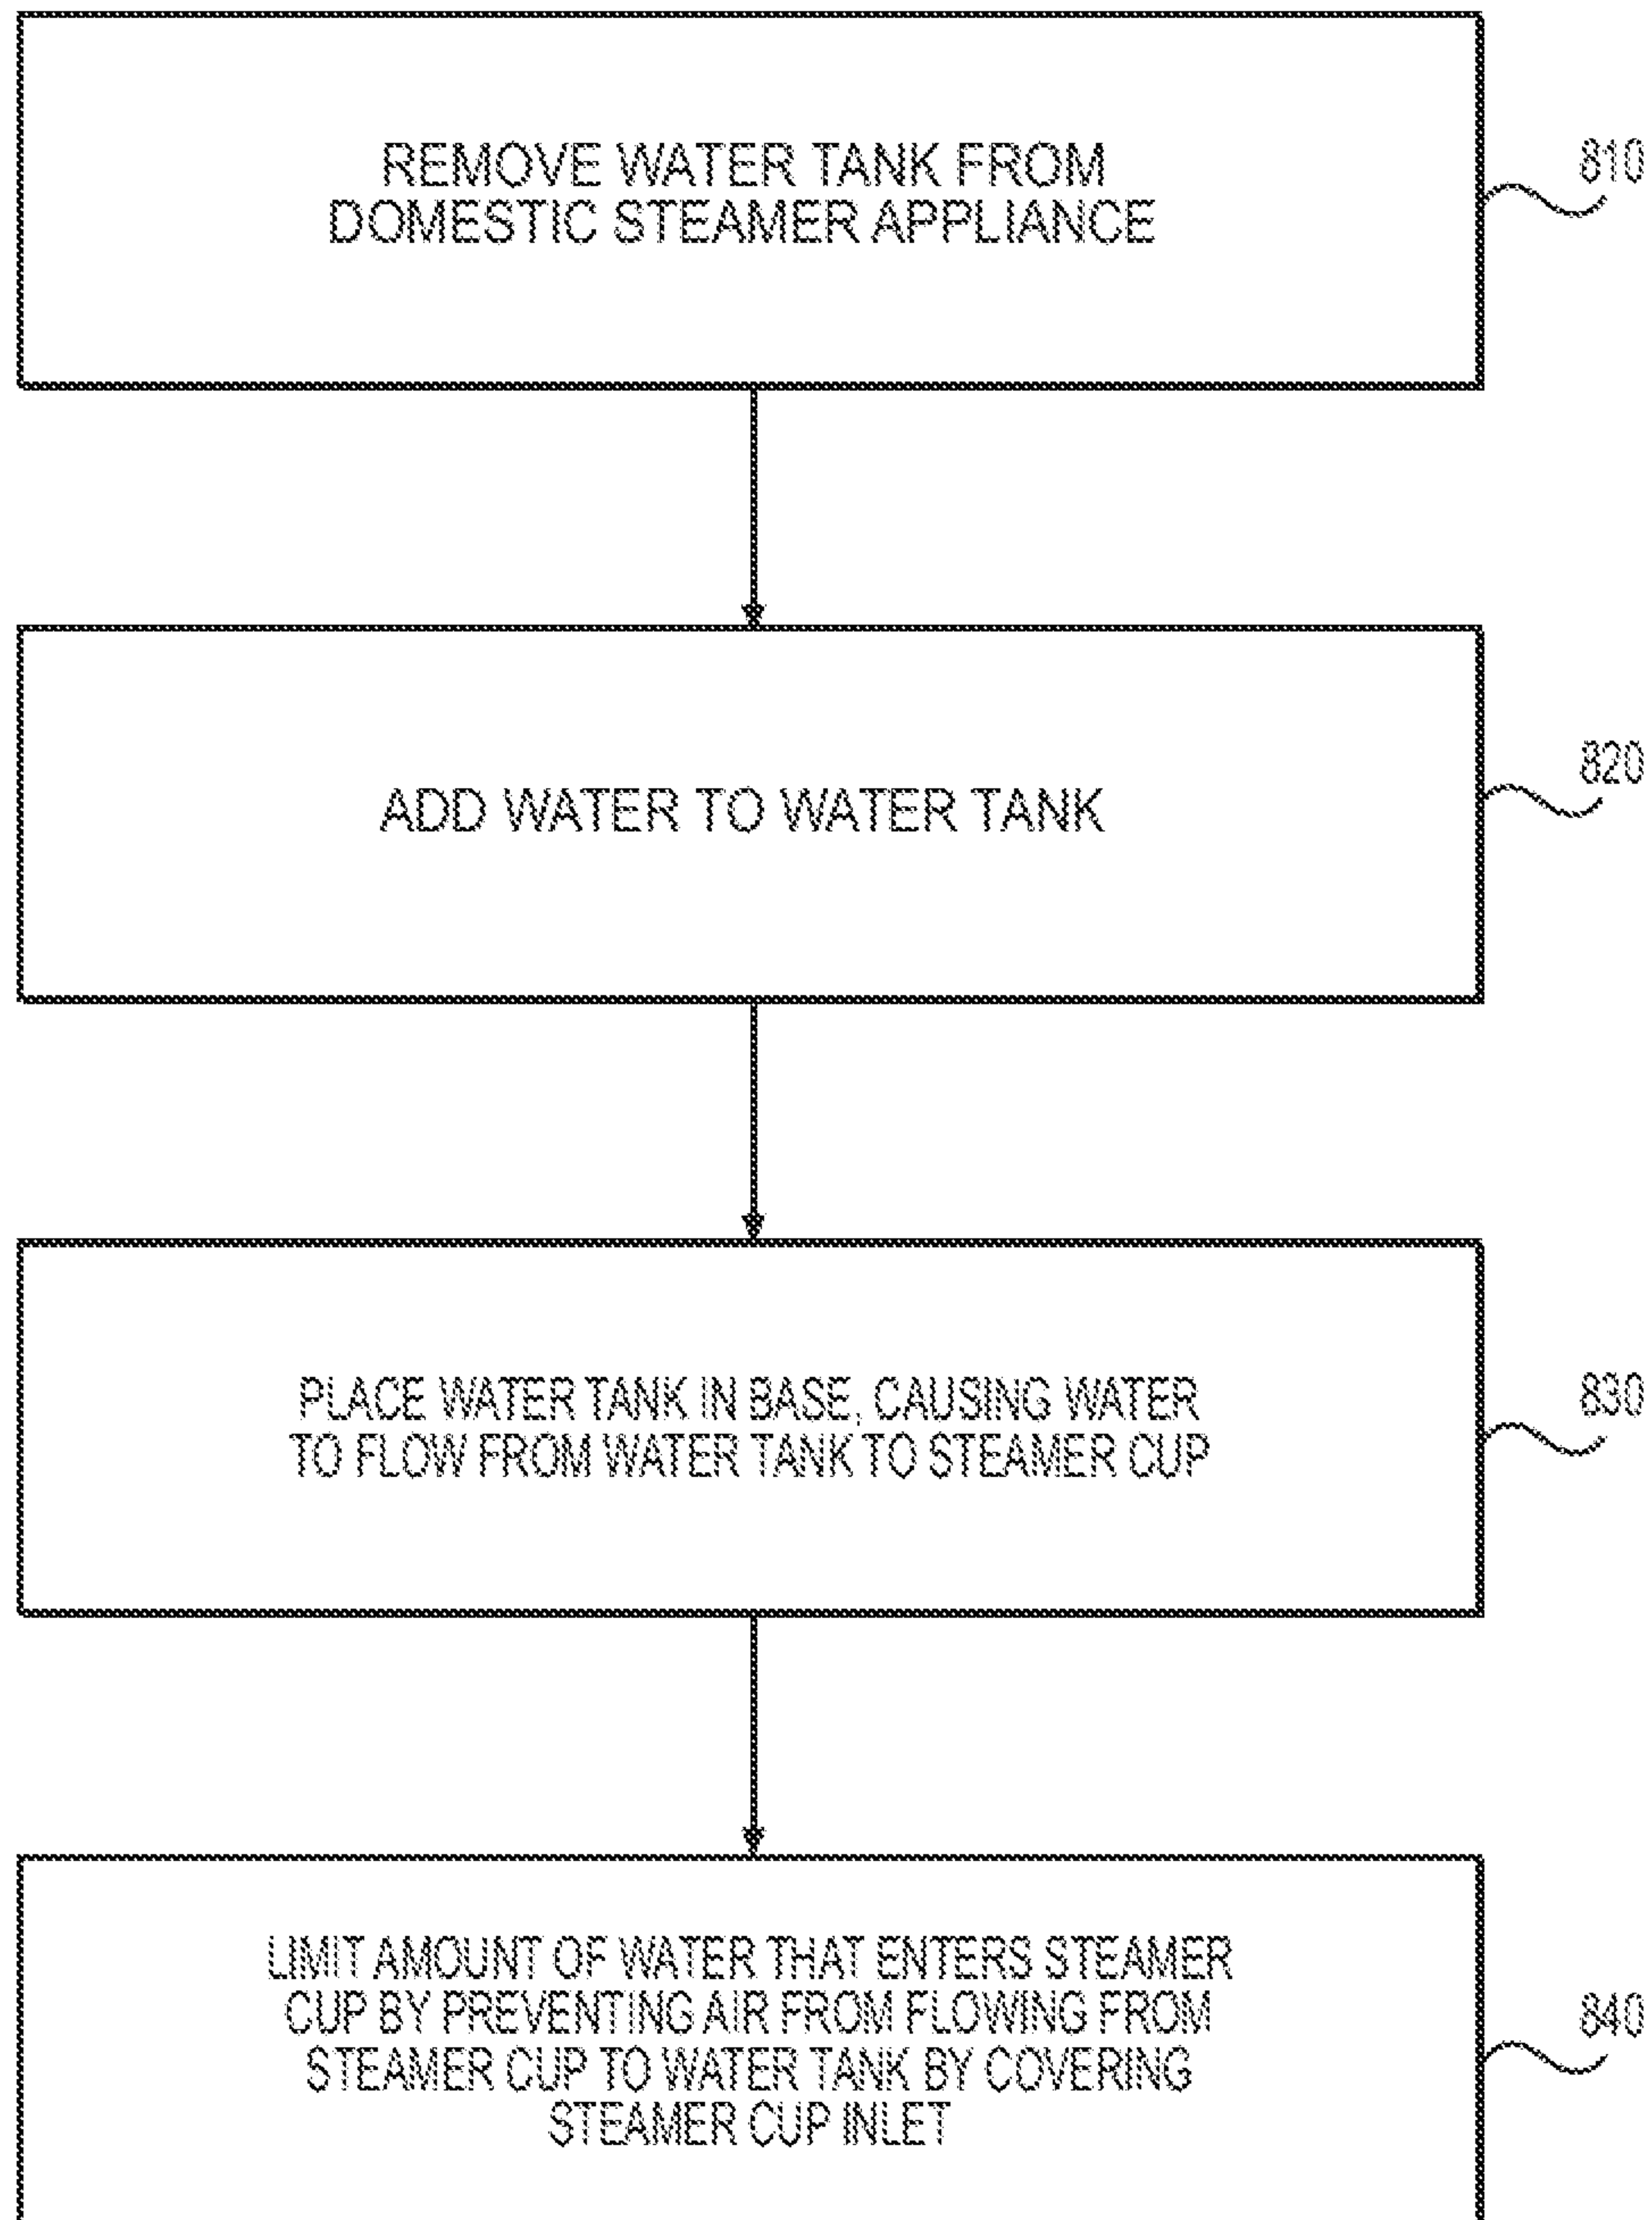 REMOVE WATER TANK FROM
DOMESTIC STEAMER APPLIANCE
810
ADD WATER TO WATER TANK
820
PLACE WATER TANK IN BASE, CAUSING WATER
TO FLOW FROM WATER TANK TO STEAMER CUP
830
LIMIT AMOUNT OF WATER THAT ENTERS STEAMER
CUP BY PREVENTING AIR FROM FLOWING FROM
STEAMER CUP TO WATER TANK BY COVERING
STEAMER CUP INLET
840